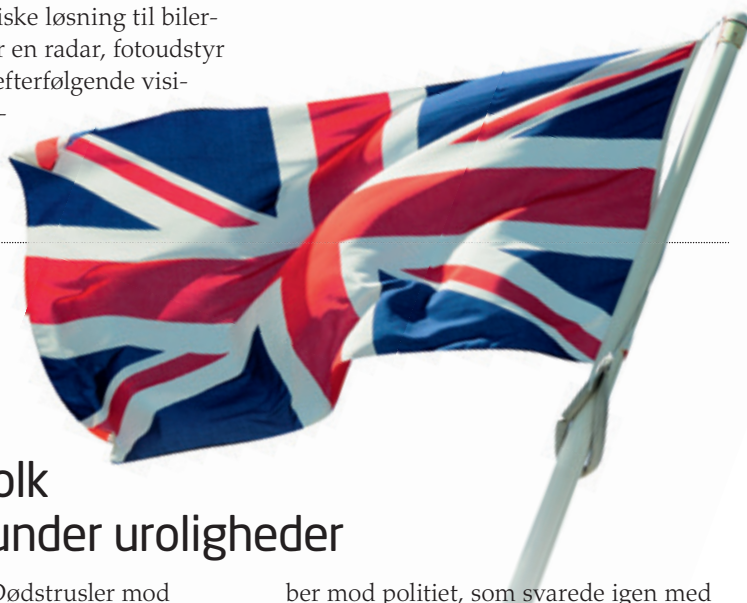 iske løsning til biler-
r en radar, fotoudstyr
efterfølgende visi-
–
olk
under uroligheder
Dødstrusler mod
ber mod politiet, som svarede igen med